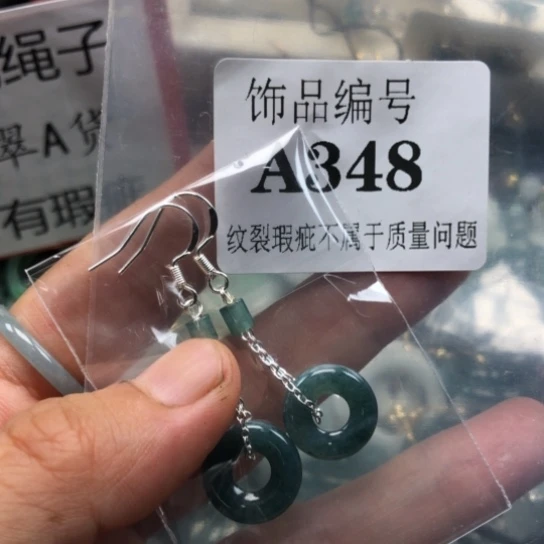 绳子
翠A货
有瑕
饰品编号
A348
纹裂瑕疵不属于质量问题